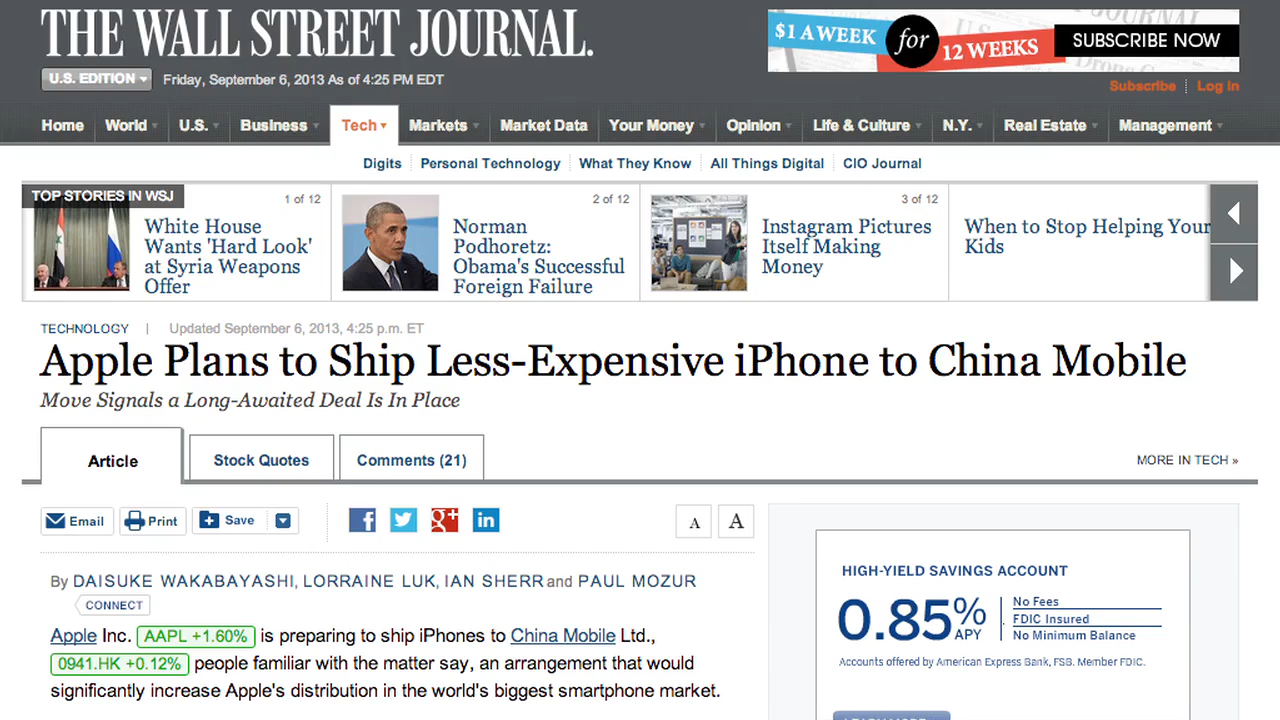 THE WALL STREET JOURNAL.
$1 A WEEK for 12 WEEKS SUBSCRIBE NOW
U.S. EDITION Friday, September 6, 2013 As of 4:25 PM EDT
Subscribe Log In
Home World U.S. Business Tech Markets Market Data Your Money Opinion Life & Culture N.Y. Real Estate Management
Digits Personal Technology What They Know All Things Digital CIO Journal
TOP STORIES IN WSJ
1 of 12
White House
Wants 'Hard Look'
at Syria Weapons
Offer
2 of 12
Norman
Podhoretz:
Obama's Successful
Foreign Failure
3 of 12
Instagram Pictures
Itself Making
Money
When to Stop Helping Your
Kids
TECHNOLOGY | Updated September 6, 2013, 4:25 p.m. ET
Apple Plans to Ship Less-Expensive iPhone to China Mobile
Move Signals a Long-Awaited Deal Is In Place
Article Stock Quotes Comments (21) MORE IN TECH »
Email Print Save f g+ in A A
By DAISUKE WAKABAYASHI, LORRAINE LUK, IAN SHERR and PAUL MOZUR
CONNECT
Apple Inc. AAPL +1.60% is preparing to ship iPhones to China Mobile Ltd.,
0941.HK +0.12% people familiar with the matter say, an arrangement that would
significantly increase Apple's distribution in the world's biggest smartphone market.
HIGH-YIELD SAVINGS ACCOUNT
0.85% APY
No Fees
FDIC Insured
No Minimum Balance
Accounts offered by American Express Bank, FSB. Member FDIC.